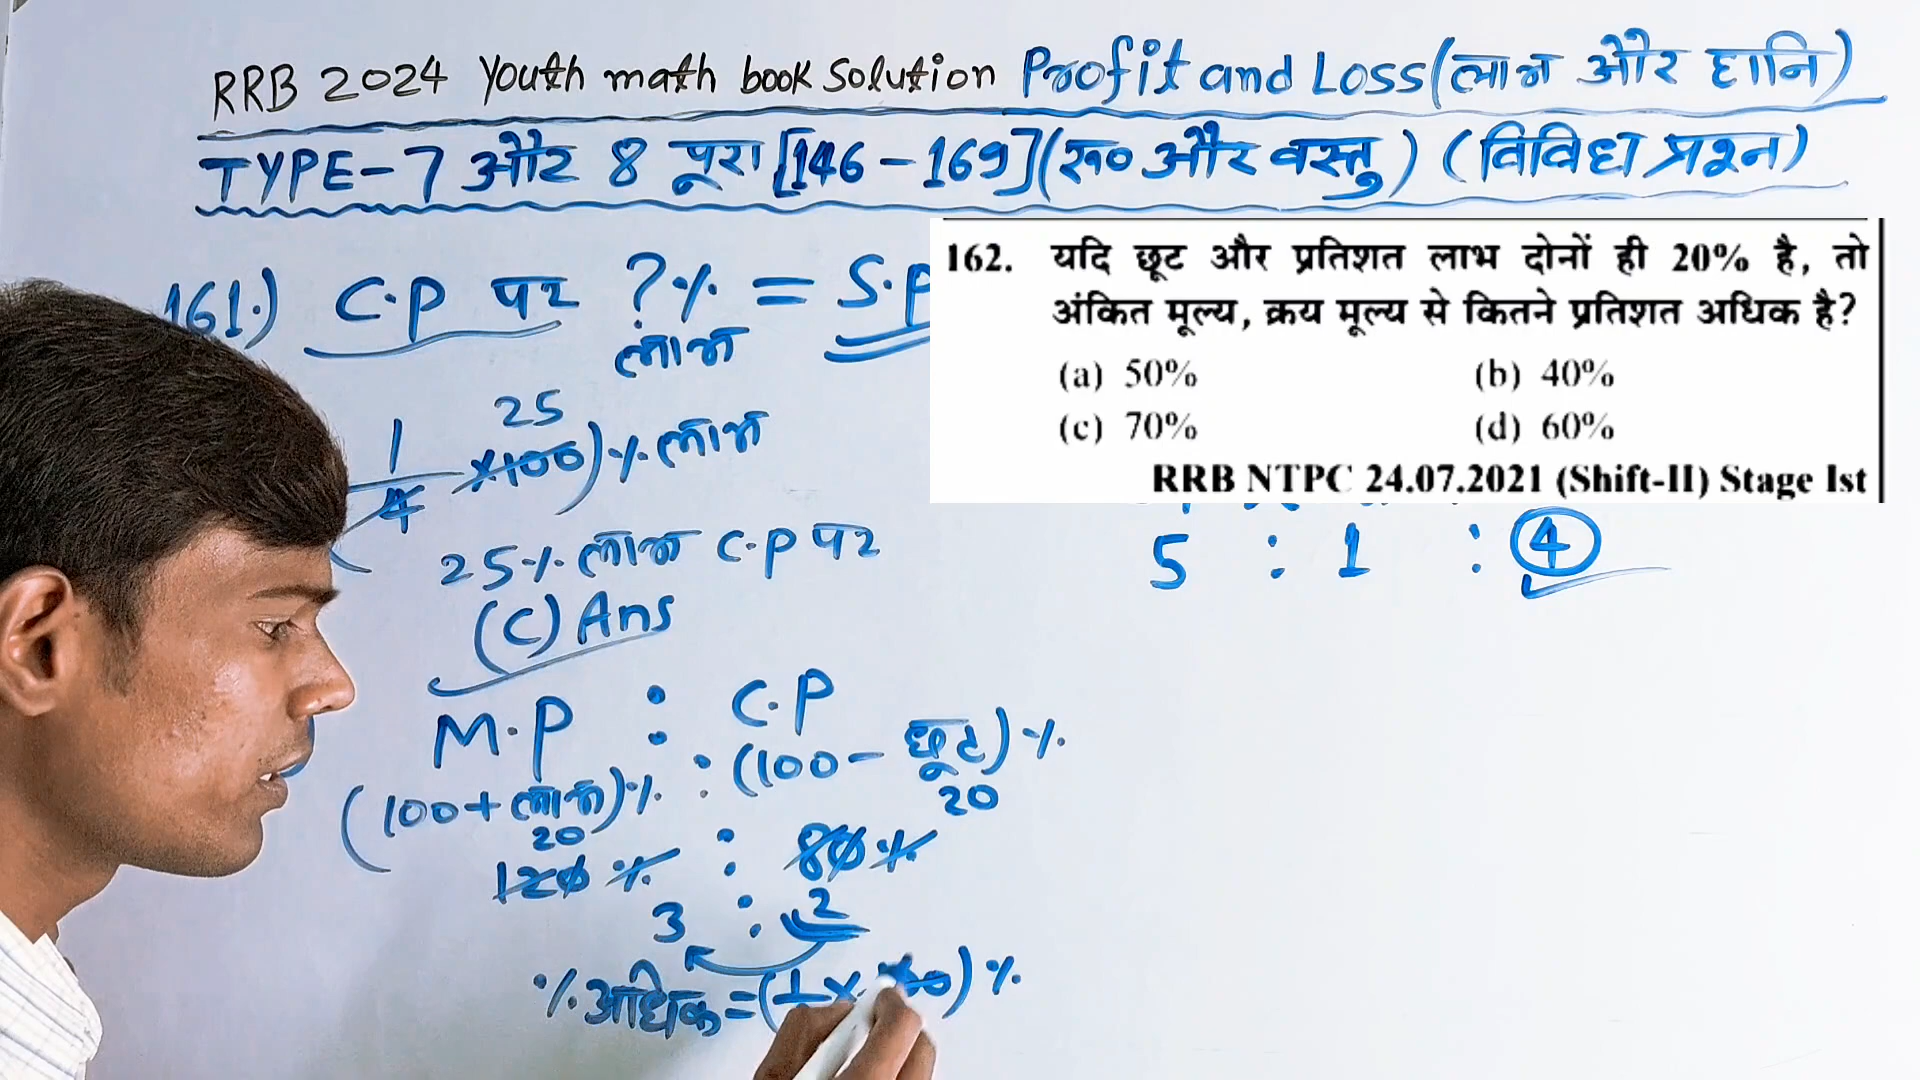 RRB 2024 Youth math book Solution Profit and Loss (लाभ और हानि)
TYPE-7 और 8 पूरा [146-169] (रू० और वस्तु) (विविध प्रश्न)
161.) C.P पर ?% = S.P
लाभ
162. यदि छूट और प्रतिशत लाभ दोनों ही 20% है, तो
अंकित मूल्य, क्रय मूल्य से कितने प्रतिशत अधिक है?
(a) 50% (b) 40%
(c) 70% (d) 60%
RRB NTPC 24.07.2021 (Shift-II) Stage Ist
25
(1/4 ×100)% लाभ
5 : 1 : 4
25% लाभ C.P पर
(C) Ans
M.P : C.P
(100+लाभ)% : (100-छूट)%
20 20
120% : 80%
3 : 2
% अधिक = (1 × 100)%